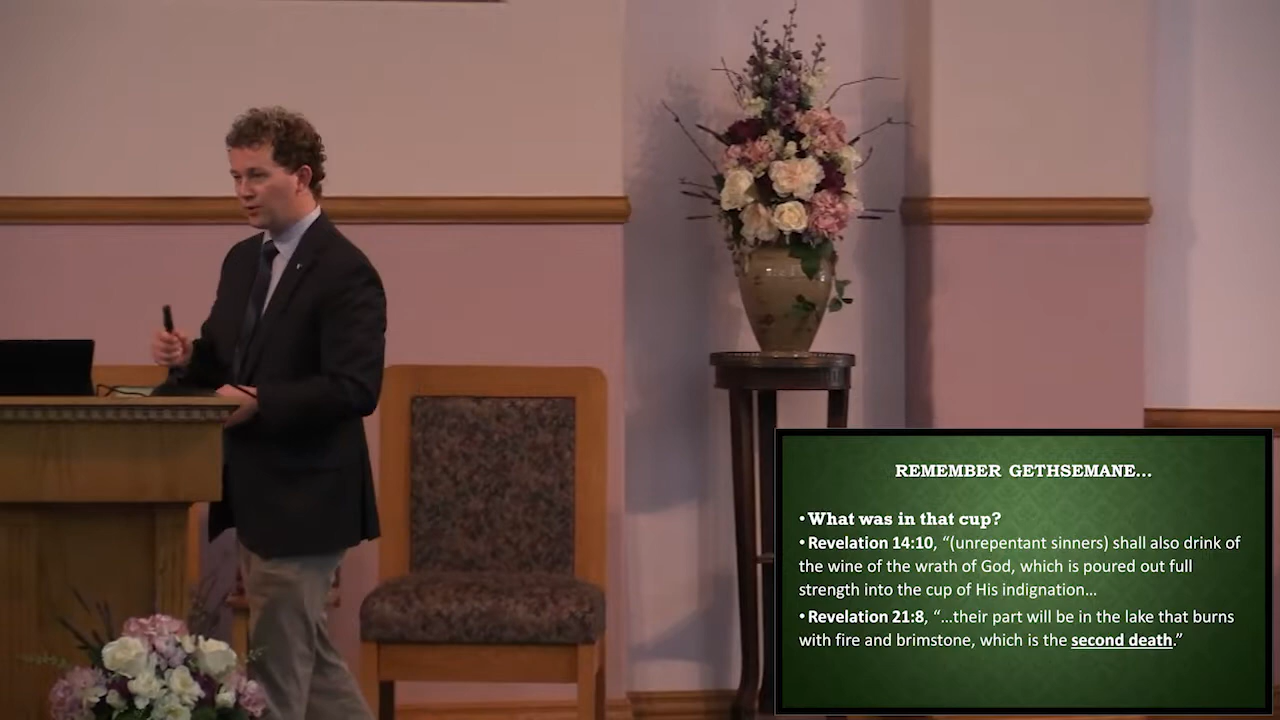 REMEMBER GETHSEMANE...
• What was in that cup?
• Revelation 14:10, “(unrepentant sinners) shall also drink of
the wine of the wrath of God, which is poured out full
strength into the cup of His indignation…
• Revelation 21:8, “…their part will be in the lake that burns
with fire and brimstone, which is the second death.”